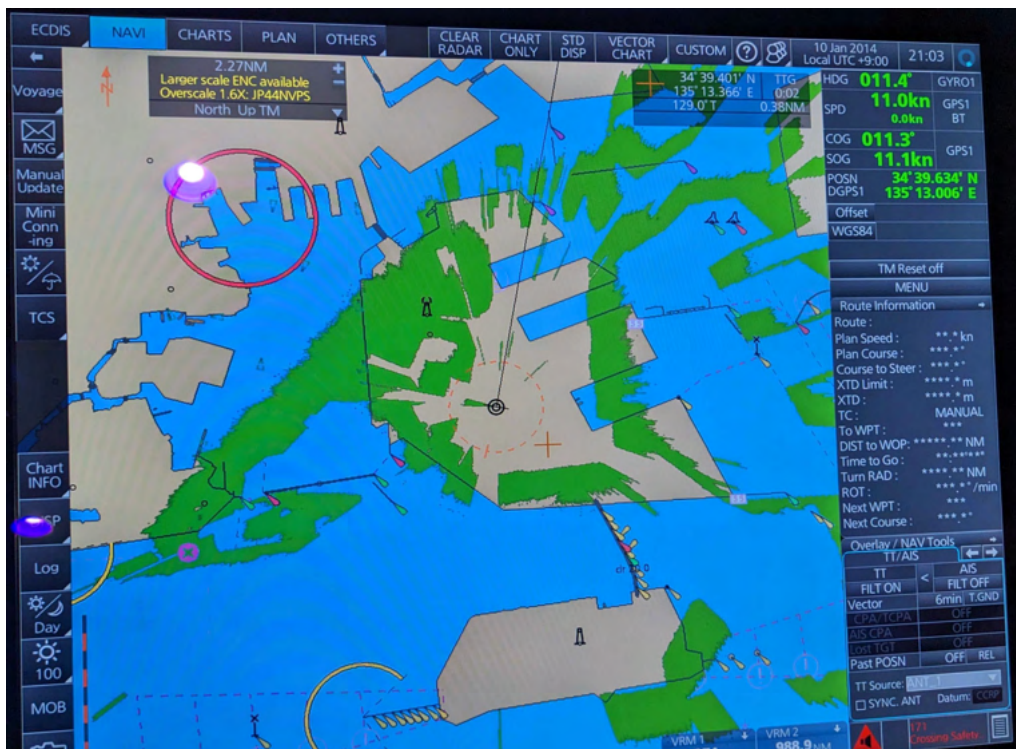 ECDIS
NAVI
CHARTS
PLAN
OTHERS
CLEAR RADAR
CHART ONLY
STD DISP
VECTOR CHART
CUSTOM
10 Jan 2014
Local UTC +9:00
21:03
Voyage
MSG
Manual Update
Mini Conn -ing
TCS
Chart INFO
Log
Day
100
MOB
2.27NM
Larger scale ENC available
Overscale 1.6X: JP44NVPS
North Up TM
N
34° 39.401' N
135° 13.366' E
129.0°T
TTG
0:02
0.38NM
HDG 011.4° GYRO1
SPD 11.0kn GPS1
0.0kn BT
COG 011.3°
SOG 11.1kn GPS1
POSN 34° 39.634' N
DGPS1 135° 13.006' E
Offset
WGS84
TM Reset off
MENU
Route Information
Route :
Plan Speed : **.* kn
Plan Course : ***.*°
Course to Steer : ***.*°
XTD Limit : ****.* m
XTD : ****.* m
TC : MANUAL
To WPT : ***
DIST to WOP: *****.** NM
Time to Go : **:**'**"
Turn RAD : ****.** NM
ROT : ***.*°/min
Next WPT : ***
Next Course : ***.*°
Overlay / NAV Tools
TT/AIS
TT < AIS
FILT ON FILT OFF
Vector 6min T.GND
CPA/TCPA OFF
AIS CPA OFF
Lost TGT OFF
Past POSN OFF REL
TT Source: ANT_1
SYNC. ANT Datum: CCRP
171
Crossing Safety
VRM 1
VRM 2
988.9NM